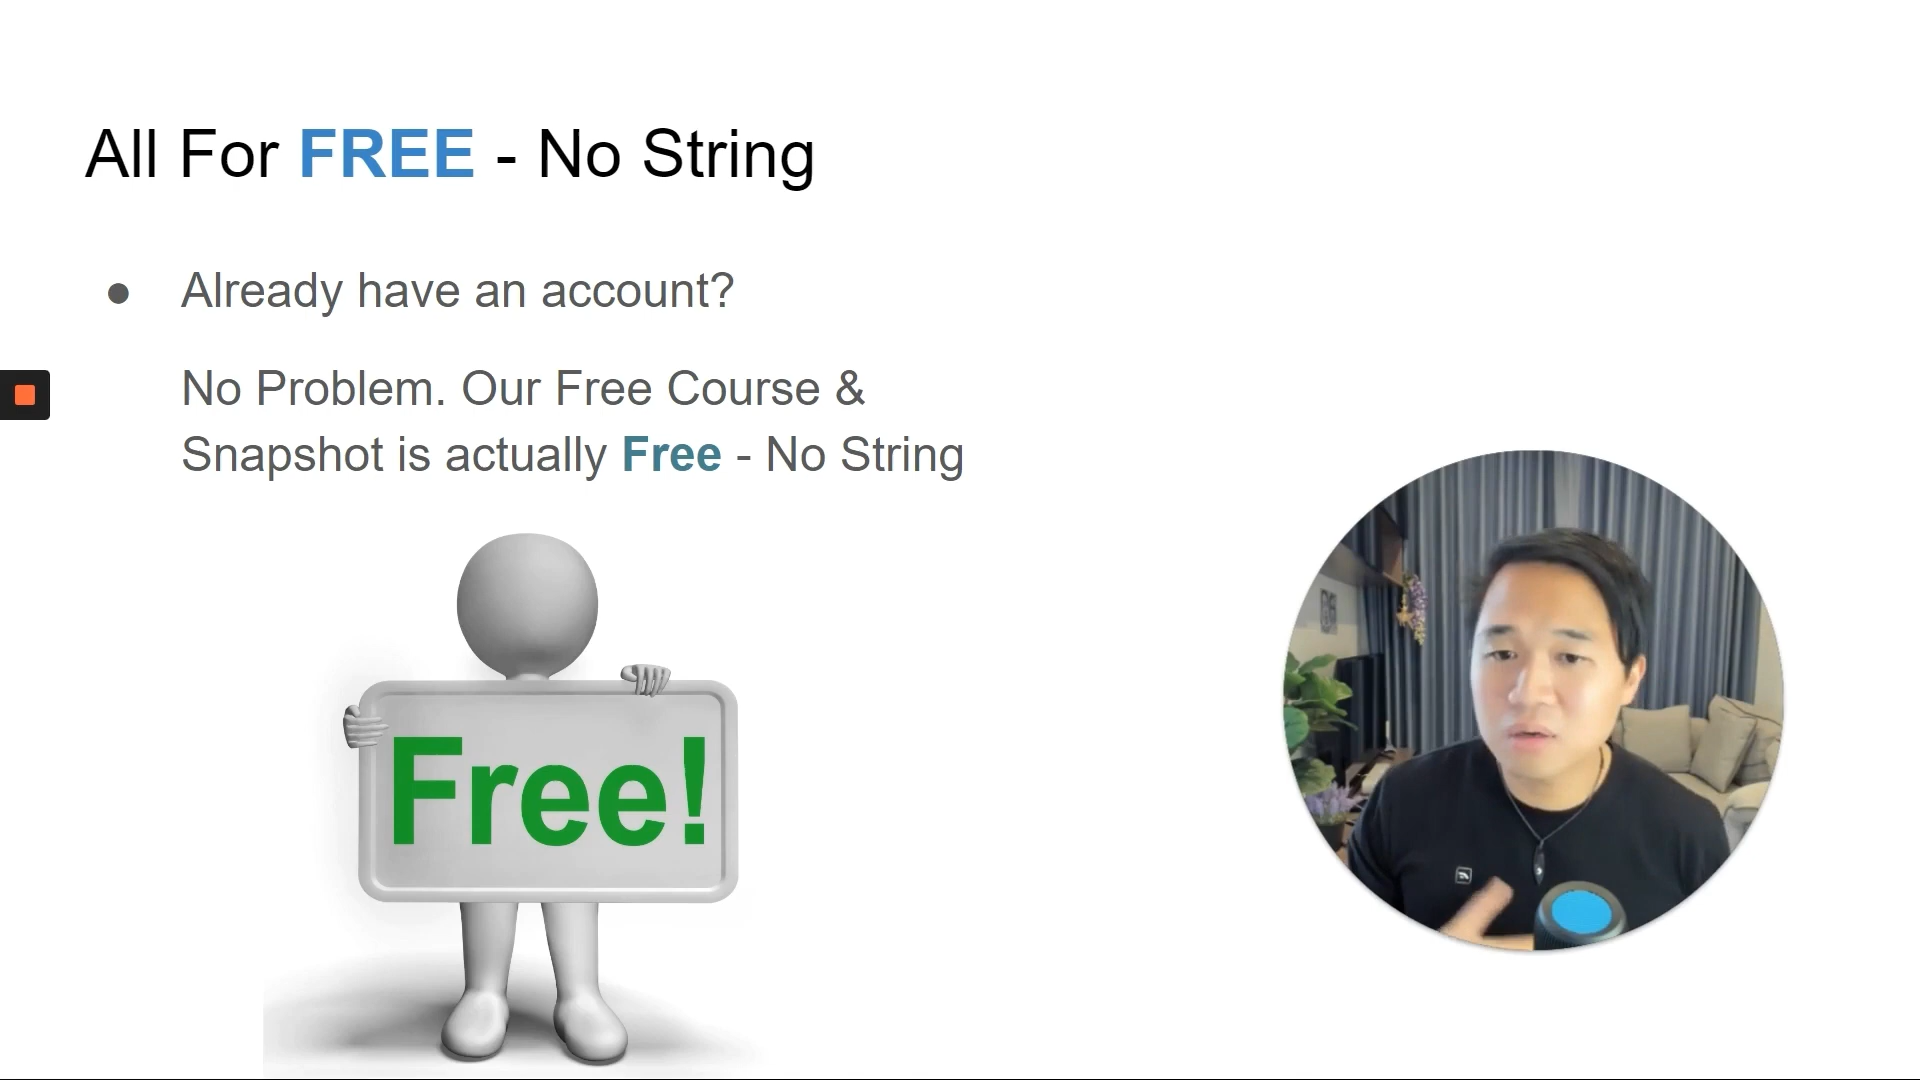 All For FREE - No String
● Already have an account?
No Problem. Our Free Course &
Snapshot is actually Free - No String
Free!